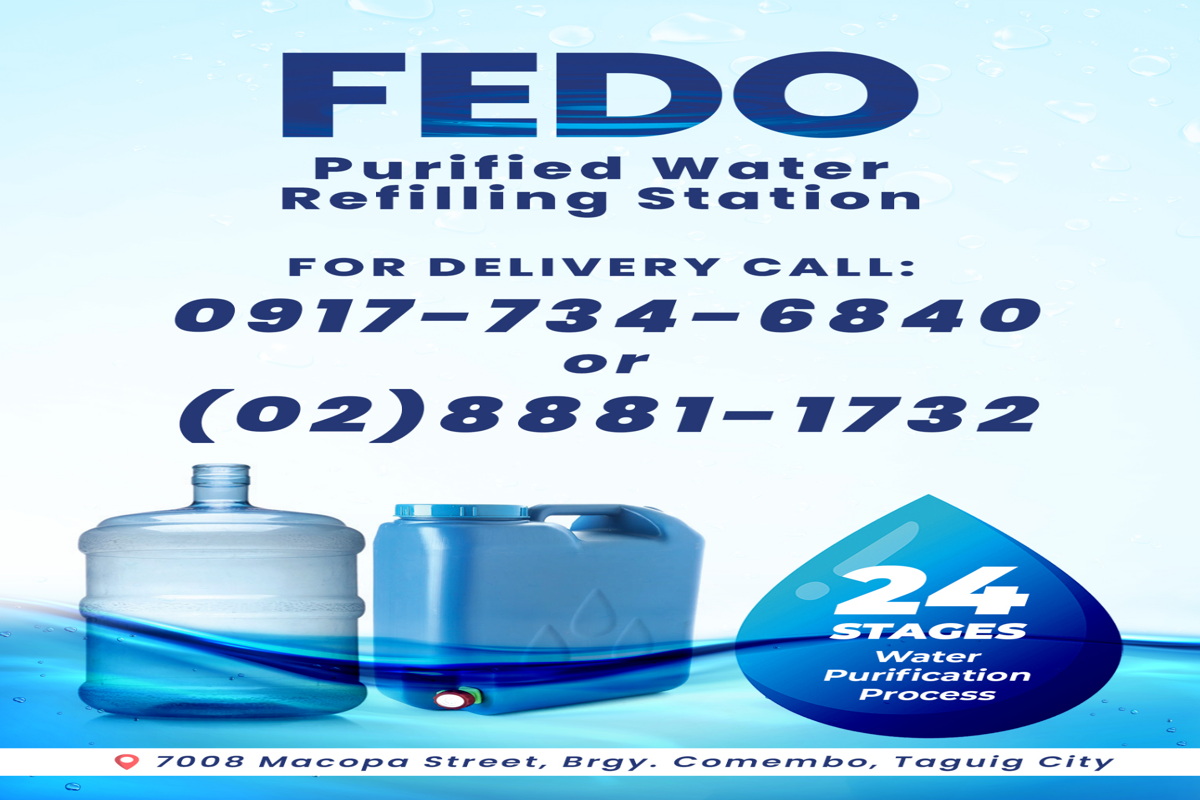 FEDO
Purified Water
Refilling Station
FOR DELIVERY CALL:
0917-734-6840
or
(02)8881-1732
24
STAGES
Water
Purification
Process
7008 Macopa Street, Brgy. Comembo, Taguig City